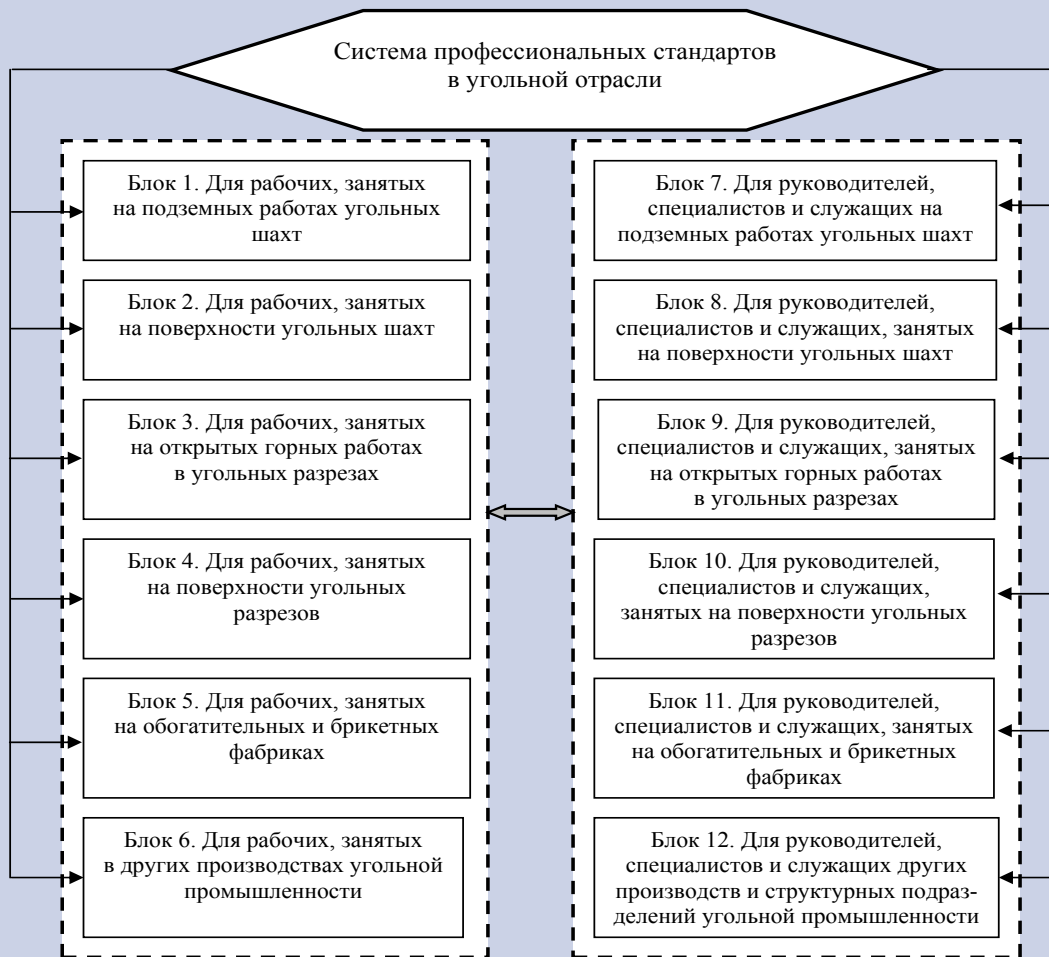 Система профессиональных стандартов
в угольной отрасли
Блок 1. Для рабочих, занятых
на подземных работах угольных
шахт
Блок 2. Для рабочих, занятых
на поверхности угольных шахт
Блок 3. Для рабочих, занятых
на открытых горных работах
в угольных разрезах
Блок 4. Для рабочих, занятых
на поверхности угольных
разрезов
Блок 5. Для рабочих, занятых
на обогатительных и брикетных
фабриках
Блок 6. Для рабочих, занятых
в других производствах угольной
промышленности
Блок 7. Для руководителей,
специалистов и служащих на
подземных работах угольных шахт
Блок 8. Для руководителей,
специалистов и служащих, занятых
на поверхности угольных шахт
Блок 9. Для руководителей,
специалистов и служащих, занятых
на открытых горных работах
в угольных разрезах
Блок 10. Для руководителей,
специалистов и служащих,
занятых на поверхности угольных
разрезов
Блок 11. Для руководителей,
специалистов и служащих, занятых
на обогатительных и брикетных
фабриках
Блок 12. Для руководителей,
специалистов и служащих других
производств и структурных подраз-
делений угольной промышленности